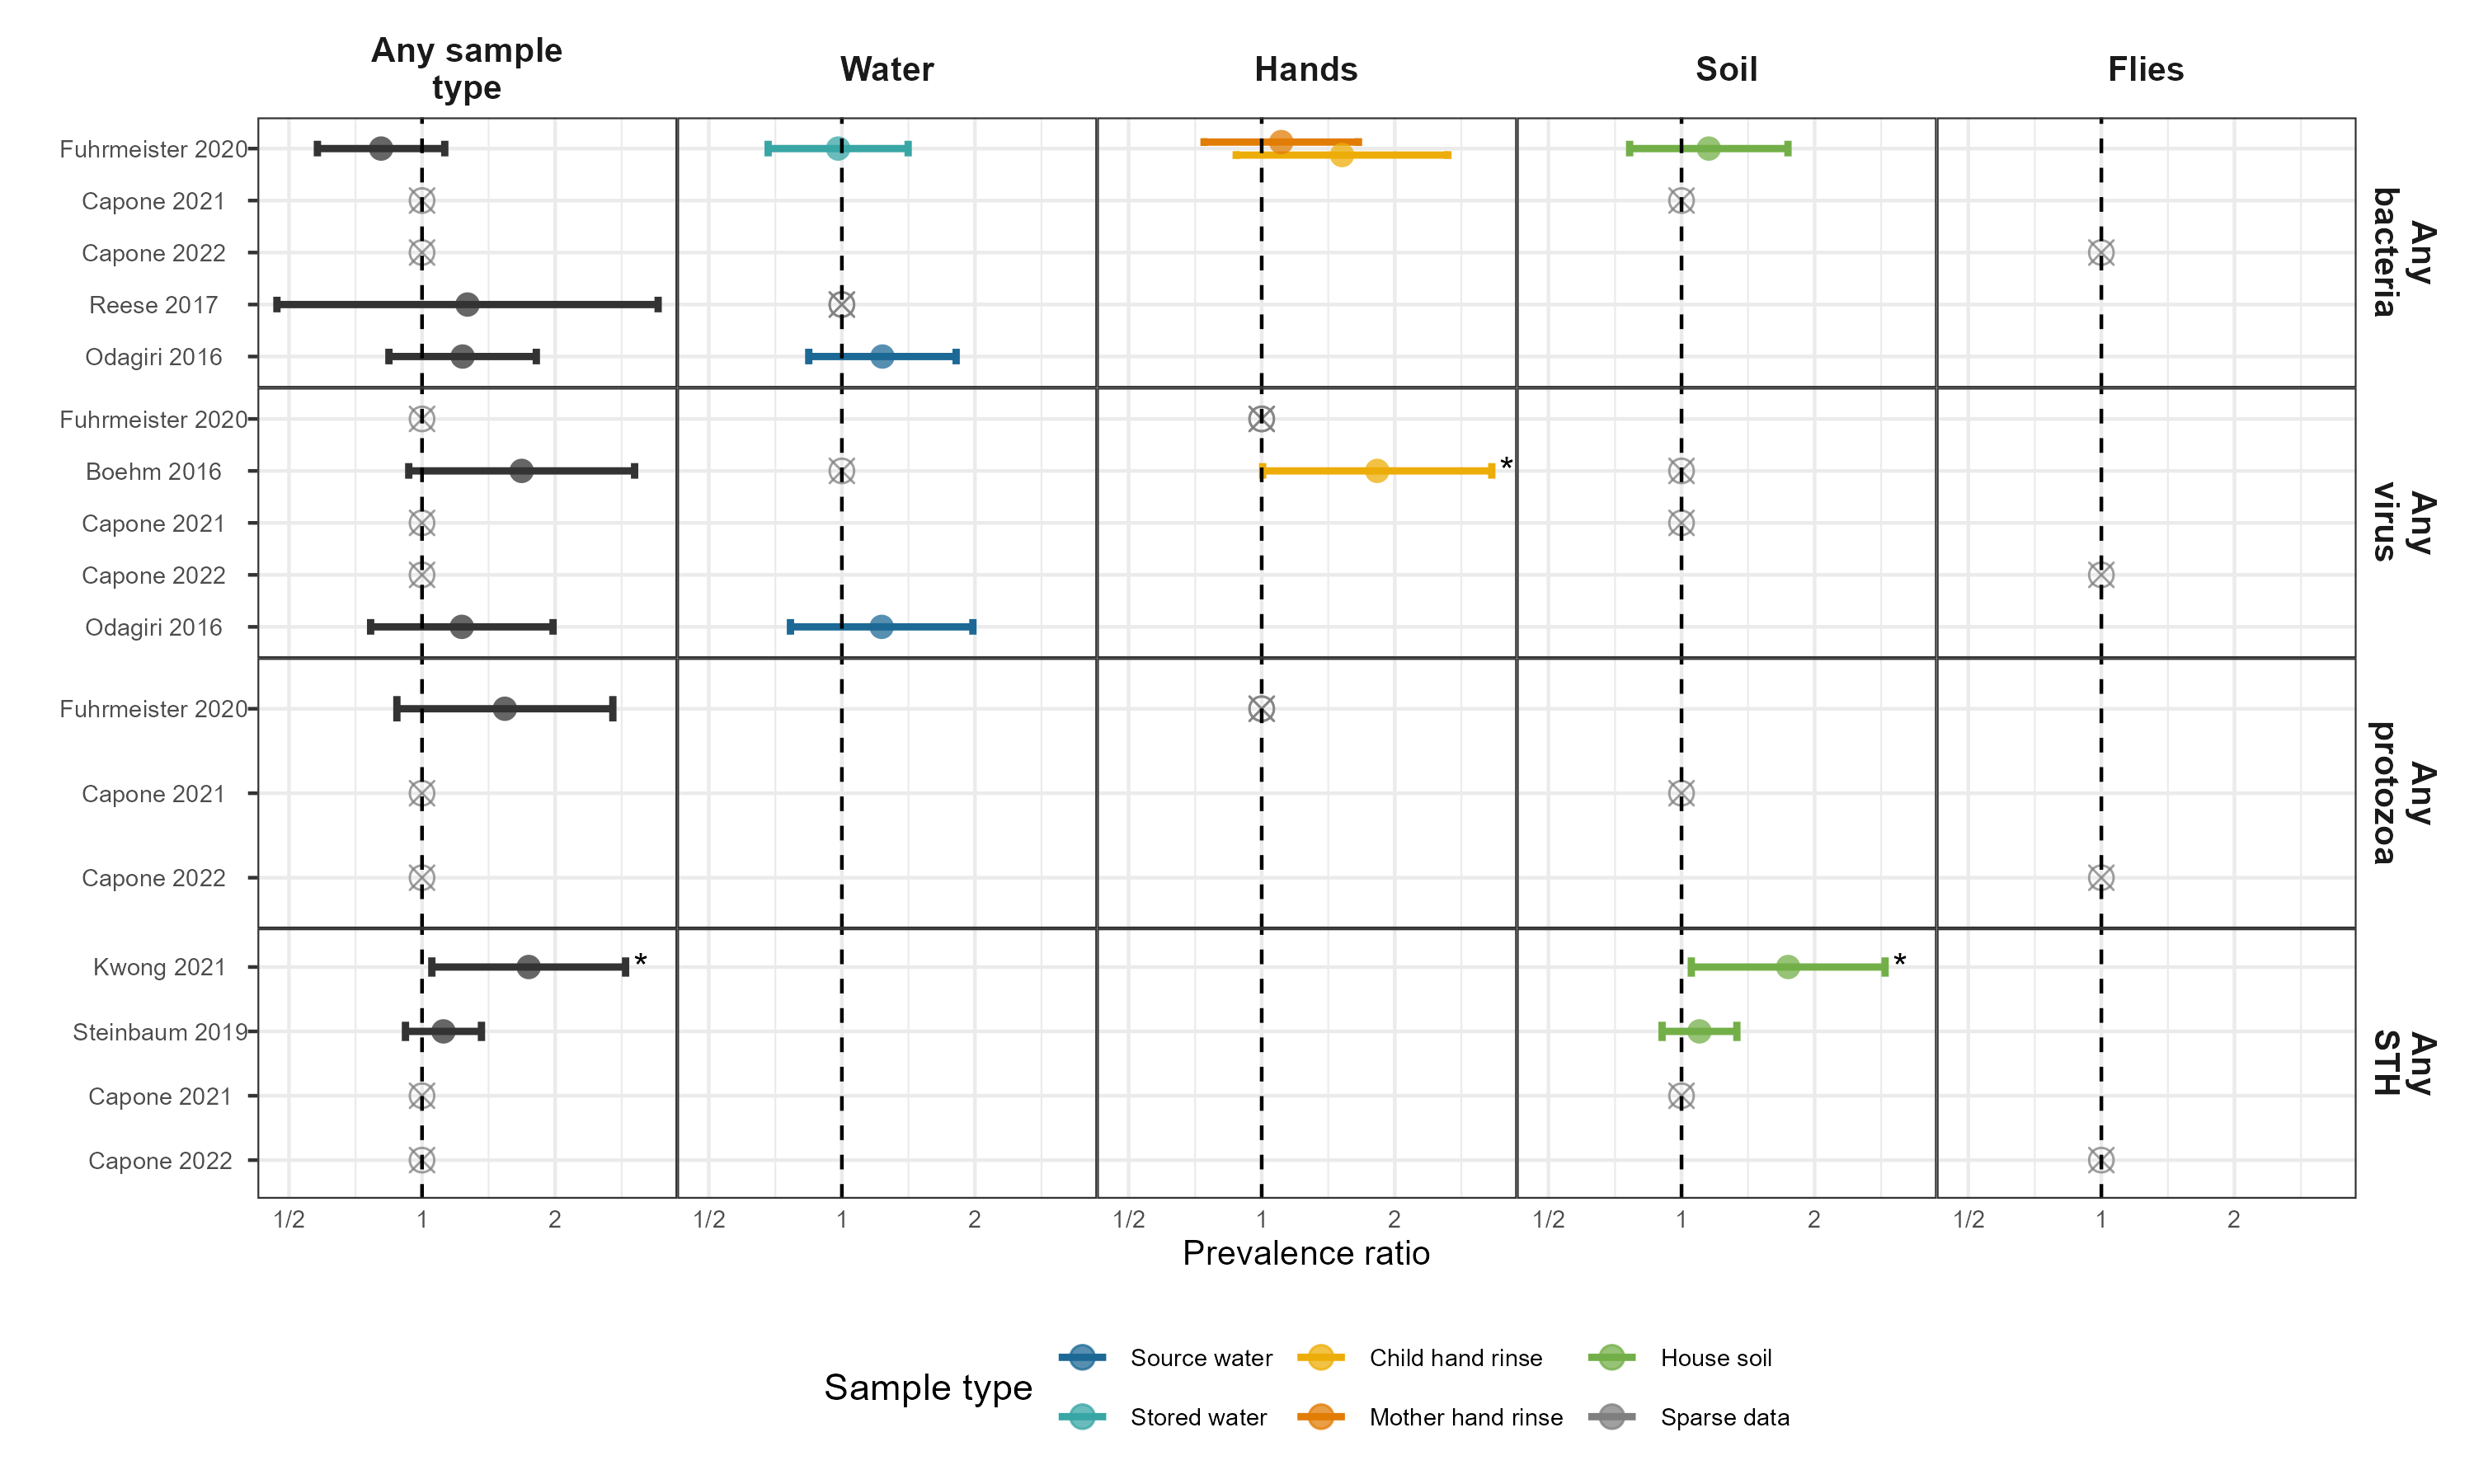 Any sample
type
Water
Hands
Soil
Flies
Fuhrmeister 2020
Capone 2021
Capone 2022
Reese 2017
Odagiri 2016
Any
bacteria
Fuhrmeister 2020
Boehm 2016
*
Capone 2021
Capone 2022
Odagiri 2016
Any
virus
Fuhrmeister 2020
Capone 2021
Capone 2022
Any
protozoa
Kwong 2021
*
*
Steinbaum 2019
Capone 2021
Capone 2022
Any
STH
1/2 1 2 1/2 1 2 1/2 1 2 1/2 1 2 1/2 1 2
Prevalence ratio
Sample type
Source water
Child hand rinse
House soil
Stored water
Mother hand rinse
Sparse data